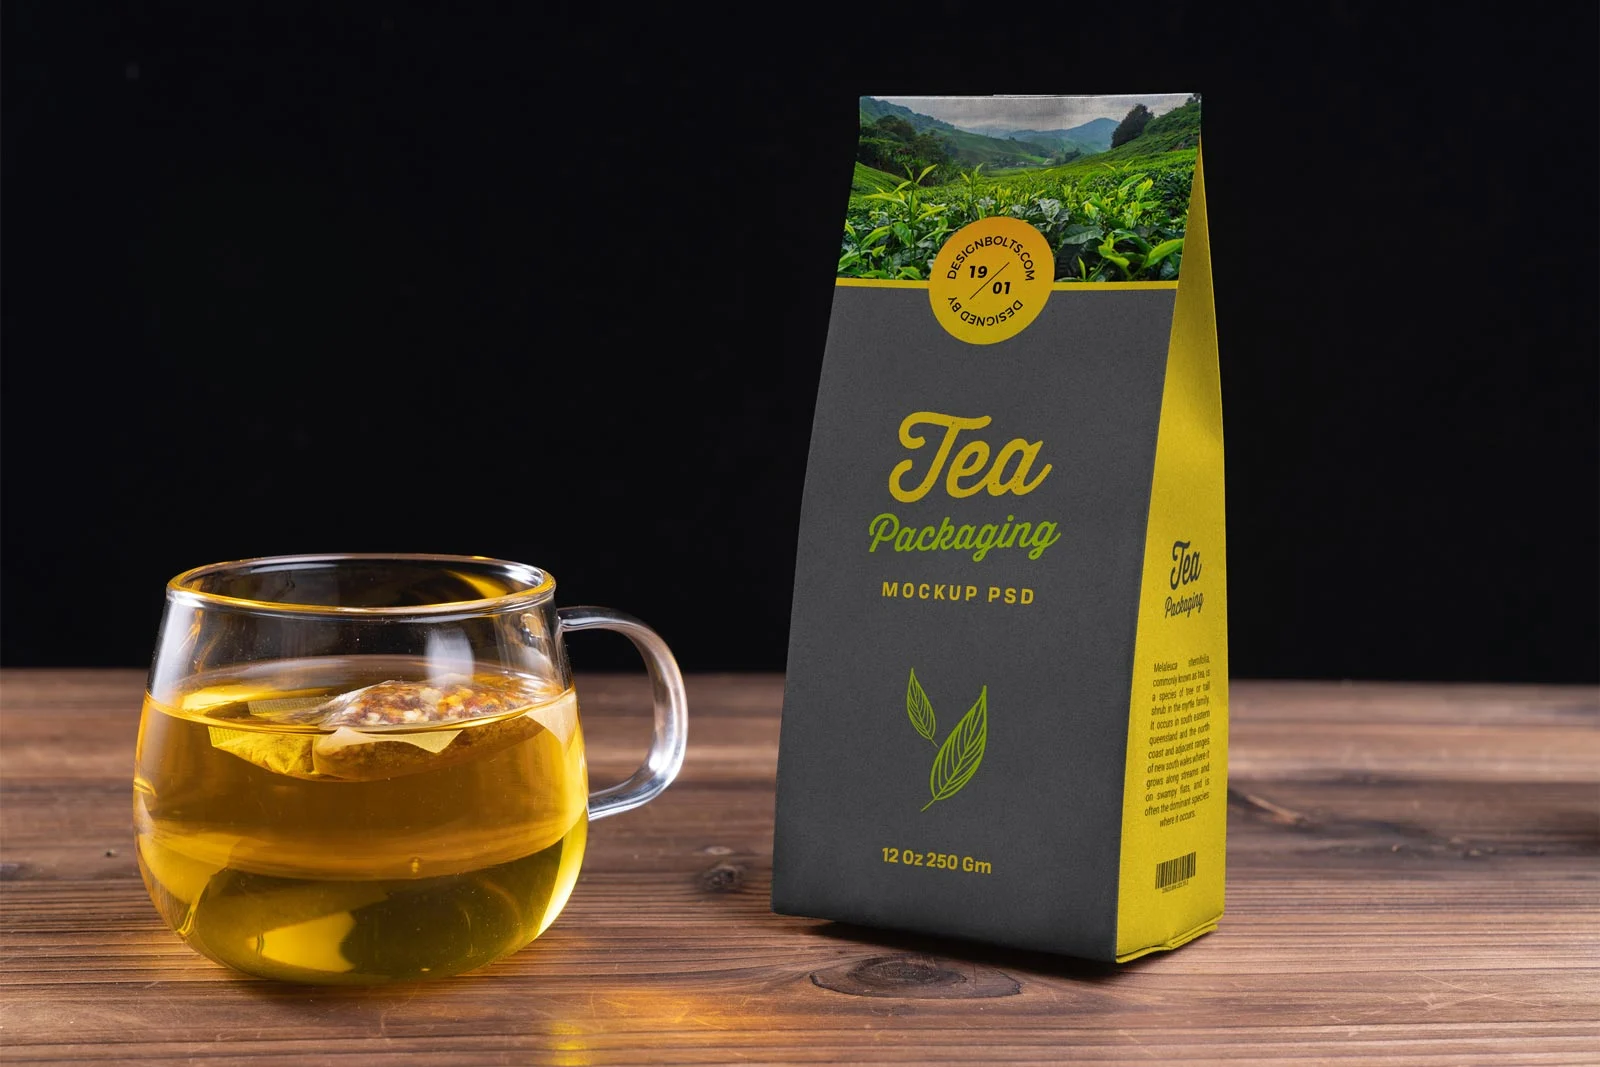 DESIGNBOLTS.COM
19
01
DESIGNED BY
Tea
Packaging
MOCKUP PSD
12 Oz 250 Gm
Tea
Packaging
Melaleuca
commonly known as tea, is
a species of tree or tall
shrub in the myrtle family.
It occurs in south eastern
queensland and the north
coast and adjacent ranges
of new south wales where it
grows along streams and
on swampy flats, and is
often the dominant species
where it occurs.